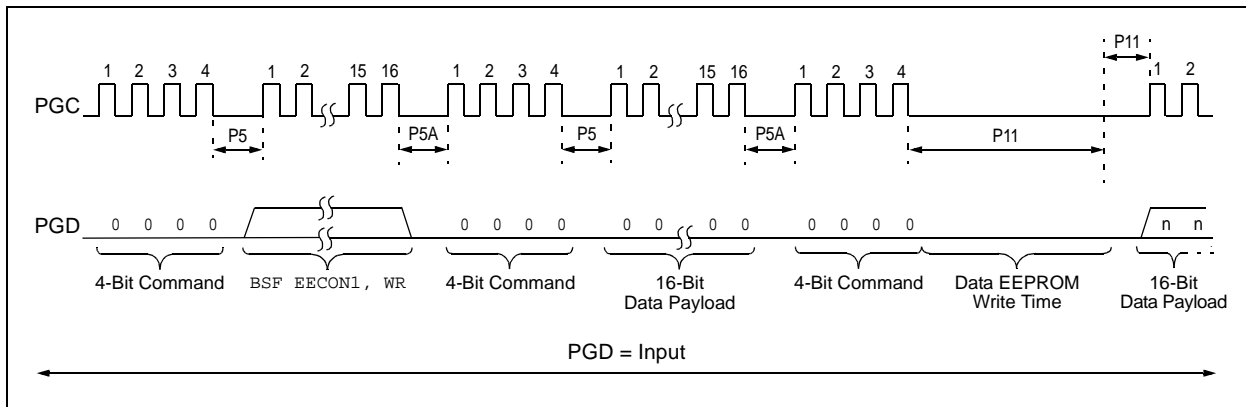 P11
1 2 3 4 1 2 15 16 1 2 3 4 1 2 15 16 1 2 3 4 1 2
PGC
P5 P5A P5 P5A P11
PGD 0 0 0 0 0 0 0 0 0 0 0 0 0 0 0 0 n n
4-Bit Command BSF EECON1, WR 4-Bit Command 16-Bit Data Payload 4-Bit Command Data EEPROM Write Time 16-Bit Data Payload
PGD = Input